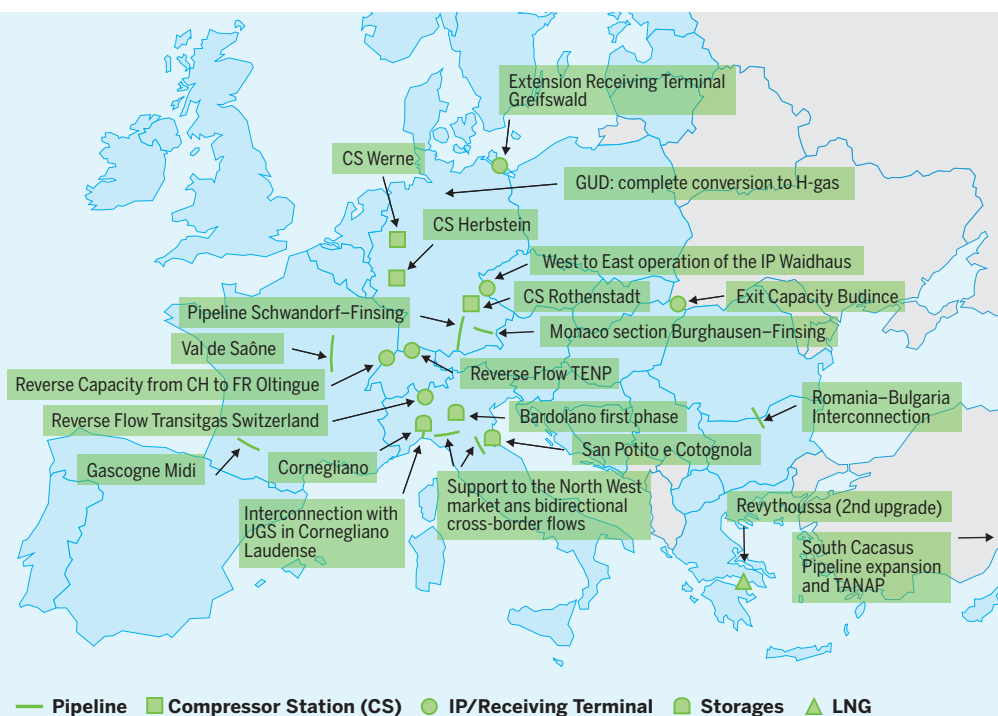 Extension Receiving Terminal
Greifswald
CS Werne
GUD: complete conversion to H-gas
CS Herbstein
West to East operation of the IP Waidhaus
CS Rothenstadt
Exit Capacity Budince
Pipeline Schwandorf–Finsing
Monaco section Burghausen–Finsing
Val de Saône
Reverse Capacity from CH to FR Oltingue
Reverse Flow TENP
Reverse Flow Transitgas Switzerland
Bardolano first phase
Romania–Bulgaria
Interconnection
San Potito e Cotognola
Gascogne Midi
Cornegliano
Interconnection with
UGS in Cornegliano
Laudense
Support to the North West
market ans bidirectional
cross-border flows
Revythoussa (2nd upgrade)
South Cacasus
Pipeline expansion
and TANAP
Pipeline Compressor Station (CS) IP/Receiving Terminal Storages LNG